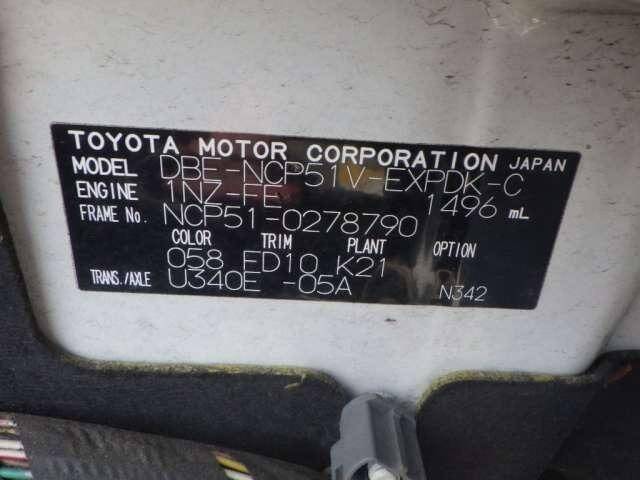 TOYOTA MOTOR CORPORATION JAPAN
MODEL DBE-NCP51V-EXPDK-C
ENGINE 1NZ-FE 1496 mL
FRAME No. NCP51-0278790
COLOR TRIM PLANT OPTION
058 FD10 K21
TRANS./AXLE U340E -05A N342